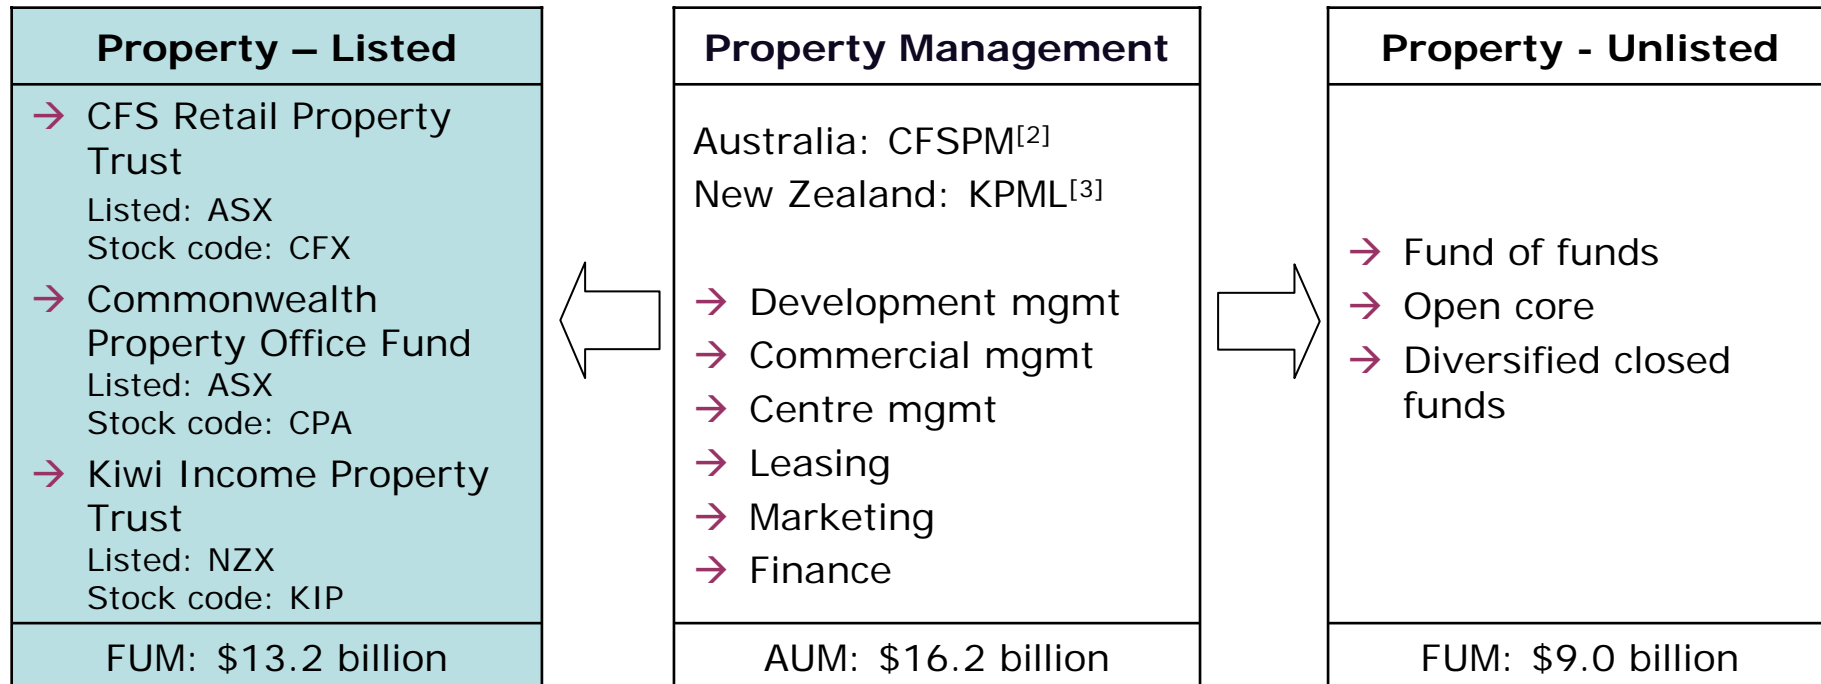 Property – Listed
→ CFS Retail Property
Trust
Listed: ASX
Stock code: CFX
→ Commonwealth
Property Office Fund
Listed: ASX
Stock code: CPA
→ Kiwi Income Property
Trust
Listed: NZX
Stock code: KIP
FUM: $13.2 billion
Property Management
Australia: CFSPM[2]
New Zealand: KPML[3]
→ Development mgmt
→ Commercial mgmt
→ Centre mgmt
→ Leasing
→ Marketing
→ Finance
AUM: $16.2 billion
Property - Unlisted
→ Fund of funds
→ Open core
→ Diversified closed
funds
FUM: $9.0 billion